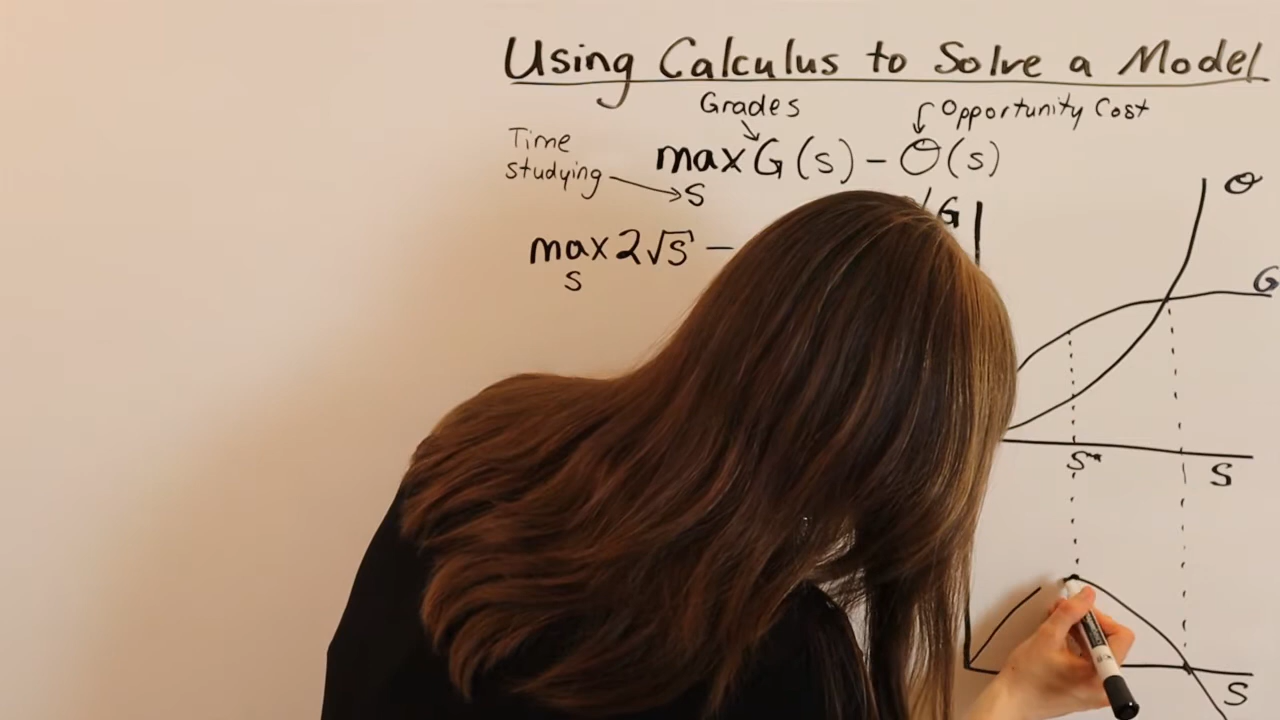 Using Calculus to Solve a Model
Grades
Opportunity Cost
Time
studying
max G(s) - O(s)
s
max 2√s -
s
G
O
G
S*
S
S